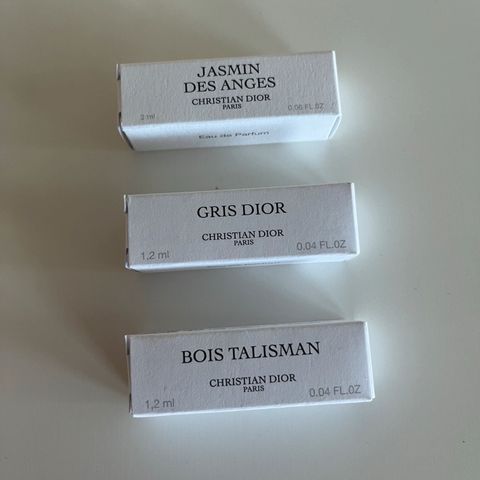 JASMIN
DES ANGES
CHRISTIAN DIOR
PARIS
2 ml 0.06 FL.OZ
Eau de Parfum
GRIS DIOR
CHRISTIAN DIOR
PARIS
1,2 ml 0.04 FL.OZ
BOIS TALISMAN
CHRISTIAN DIOR
PARIS
1,2 ml 0.04 FL.OZ